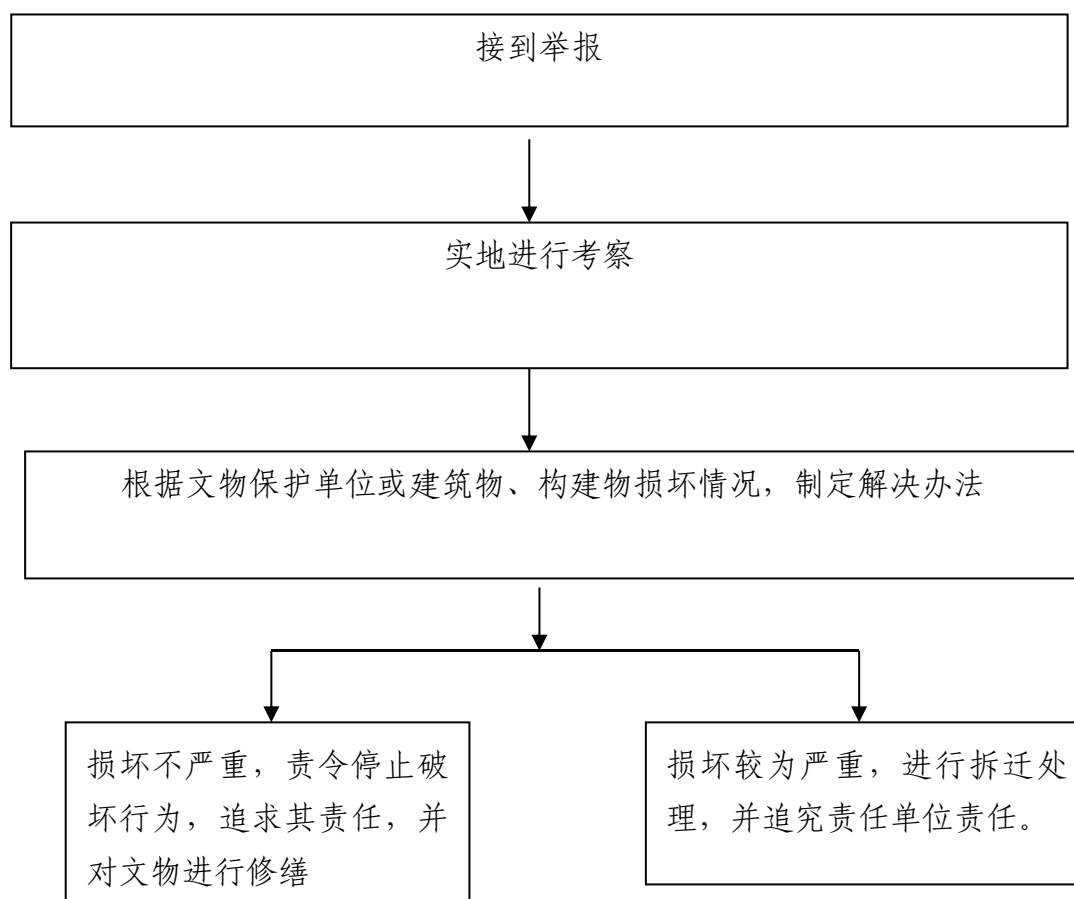 接到举报
实地进行考察
根据文物保护单位或建筑物、构建物损坏情况，制定解决办法
损坏不严重，责令停止破
坏行为，追求其责任，并
对文物进行修缮
损坏较为严重，进行拆迁处
理，并追究责任单位责任。